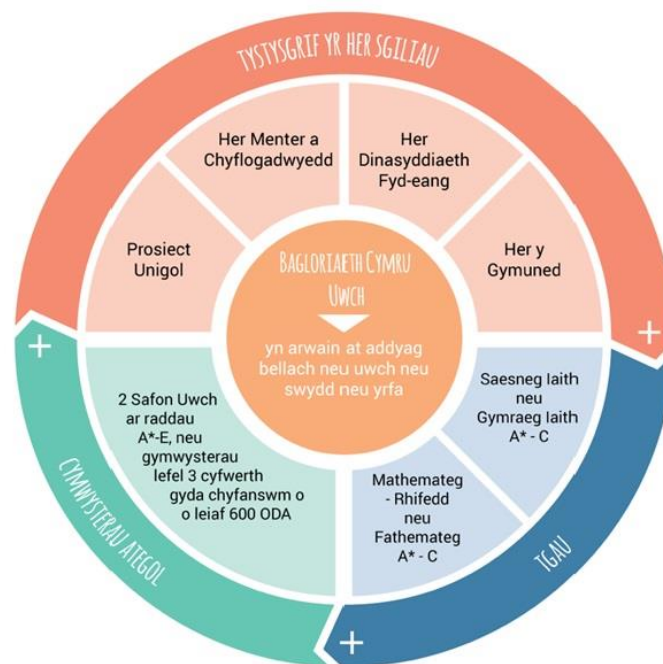 TYSTYSGRIF YR HER SGILIAU
Her Menter a
Chyflogadwyedd
Her
Dinasyddiaeth
Fyd-eang
Prosiect
Unigol
Her y
Gymuned
BAGLORIAETH CYMRU
UWCH
yn arwain at addyag
bellach neu uwch neu
swydd neu yrfa
+
+
2 Safon Uwch
ar raddau
A*-E, neu
gymwysterau
lefel 3 cyfwerth
gyda chyfanswm o
o leiaf 600 ODA
Saesneg Iaith
neu
Gymraeg Iaith
A* - C
Mathemateg
- Rhifedd
neu
Fathemateg
A* - C
CYMWYSTERAU ATEGOL
TGAU
+